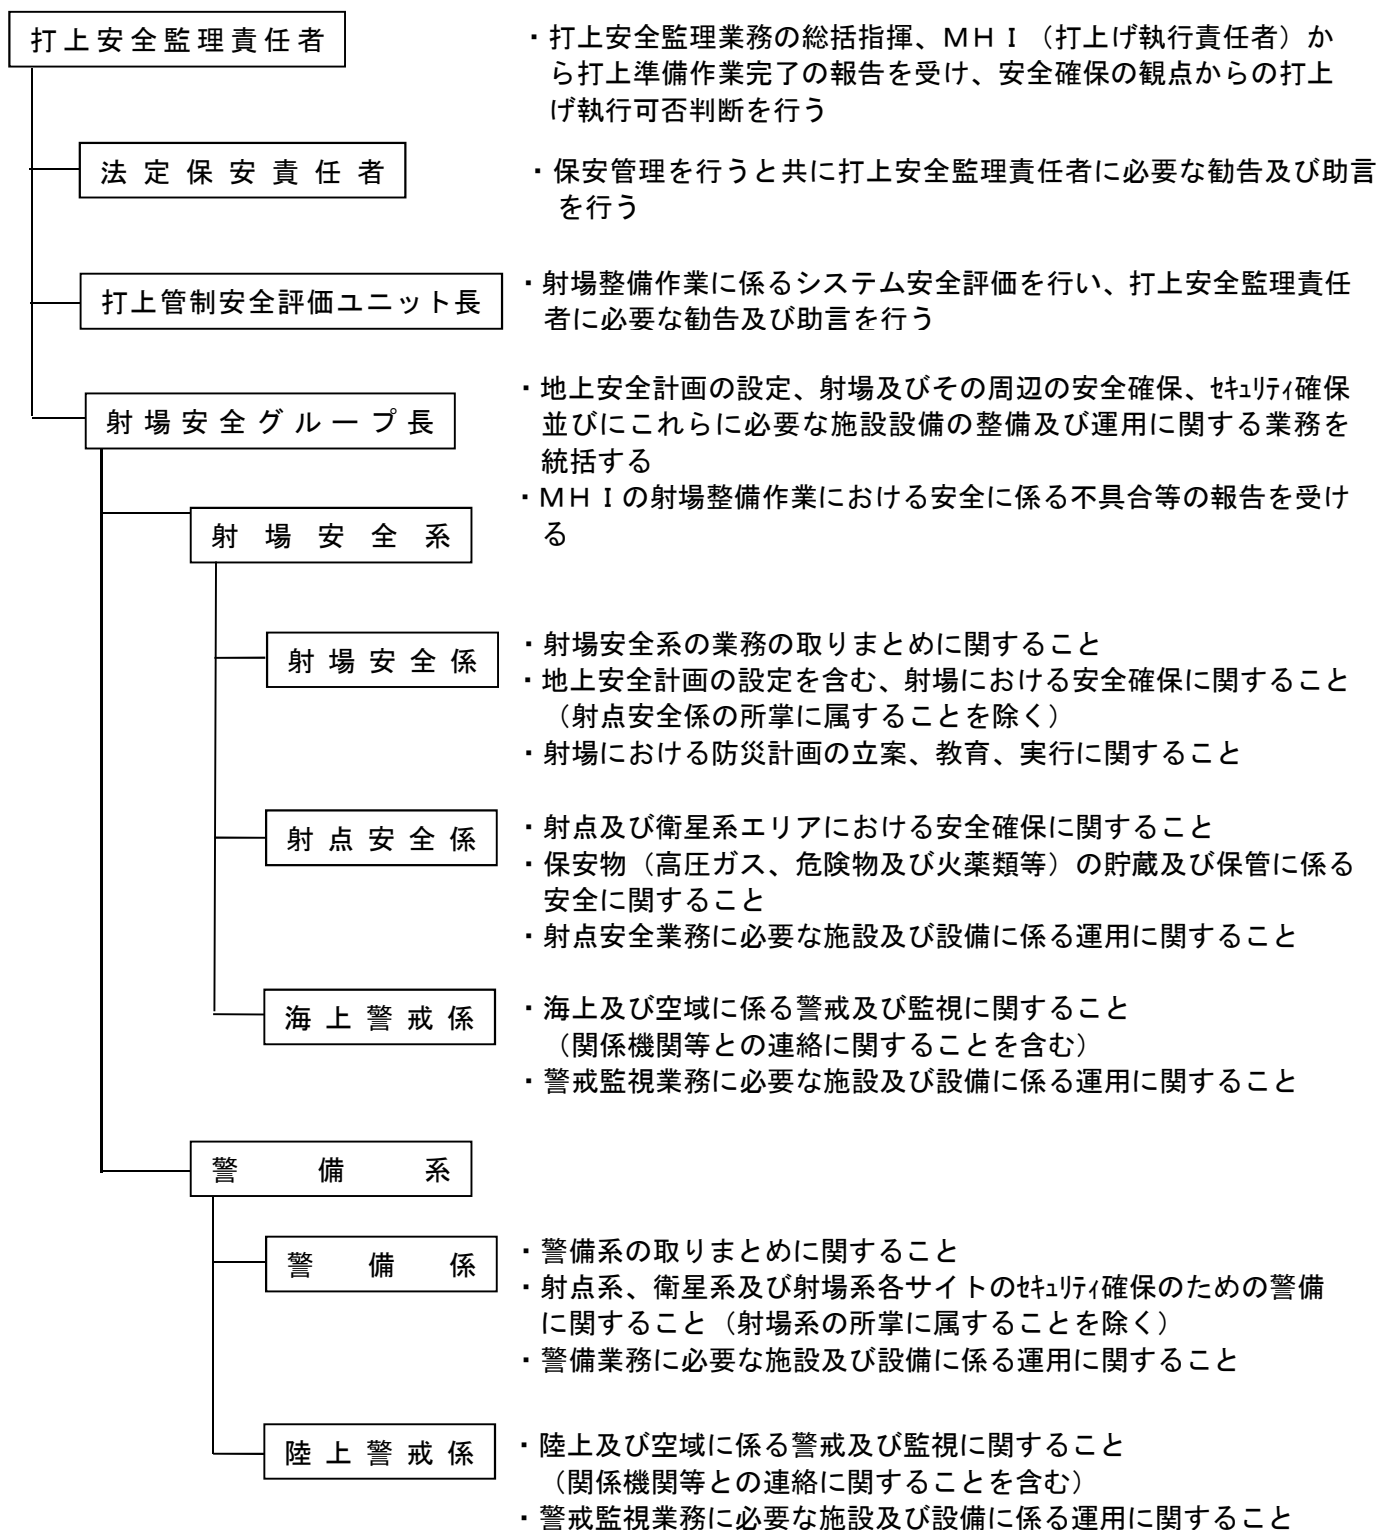 打上安全監理責任者
・打上安全監理業務の総括指揮、ＭＨＩ（打上げ執行責任者）か
ら打上準備作業完了の報告を受け、安全確保の観点からの打上
げ執行可否判断を行う
法定保安責任者
・保安管理を行うと共に打上安全監理責任者に必要な勧告及び助言
を行う
打上管制安全評価ユニット長
・射場整備作業に係るシステム安全評価を行い、打上安全監理責任
者に必要な勧告及び助言を行う
射場安全グループ長
・地上安全計画の設定、射場及びその周辺の安全確保、ｾｷｭﾘﾃｨ確保
並びにこれらに必要な施設設備の整備及び運用に関する業務を
統括する
・ＭＨＩの射場整備作業における安全に係る不具合等の報告を受け
る
射場安全系
射場安全係
・射場安全系の業務の取りまとめに関すること
・地上安全計画の設定を含む、射場における安全確保に関すること
（射点安全係の所掌に属することを除く）
・射場における防災計画の立案、教育、実行に関すること
射点安全係
・射点及び衛星系エリアにおける安全確保に関すること
・保安物（高圧ガス、危険物及び火薬類等）の貯蔵及び保管に係る
安全に関すること
・射点安全業務に必要な施設及び設備に係る運用に関すること
海上警戒係
・海上及び空域に係る警戒及び監視に関すること
（関係機関等との連絡に関することを含む）
・警戒監視業務に必要な施設及び設備に係る運用に関すること
警備系
警備係
・警備系の取りまとめに関すること
・射点系、衛星系及び射場系各サイトのｾｷｭﾘﾃｨ確保のための警備
に関すること（射場系の所掌に属することを除く）
・警備業務に必要な施設及び設備に係る運用に関すること
陸上警戒係
・陸上及び空域に係る警戒及び監視に関すること
（関係機関等との連絡に関することを含む）
・警戒監視業務に必要な施設及び設備に係る運用に関すること